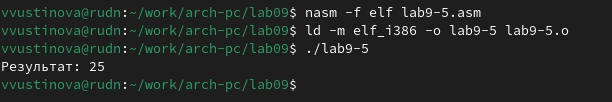 vvustinova@rudn:~/work/arch-pc/lab09$ nasm -f elf lab9-5.asm
vvustinova@rudn:~/work/arch-pc/lab09$ ld -m elf_i386 -o lab9-5 lab9-5.o
vvustinova@rudn:~/work/arch-pc/lab09$ ./lab9-5
Результат: 25
vvustinova@rudn:~/work/arch-pc/lab09$